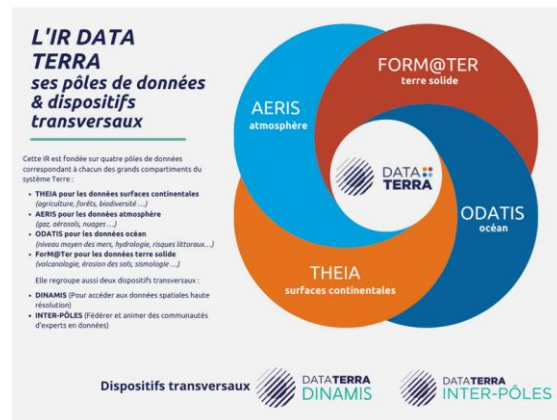 L'IR DATA
TERRA
ses pôles de données
& dispositifs
transversaux
Cette IR est fondée sur quatre pôles de données
correspondant à chacun des grands compartiments du
système Terre :
• THEIA pour les données surfaces continentales
(agriculture, forêts, biodiversité ...)
• AERIS pour les données atmosphère
(gaz, aérosols, nuages ...)
• ODATIS pour les données océan
(niveau moyen des mers, hydrologie, risques littoraux...)
• ForM@Ter pour les données terre solide
(volcanologie, érosion des sols, sismologie ...)
Elle regroupe aussi deux dispositifs transversaux :
• DINAMIS (Pour accéder aux données spatiales haute
résolution)
• INTER-PÔLES (Fédérer et animer des communautés
d'experts en données)
FORM@TER
terre solide
AERIS
atmosphère
DATA
TERRA
ODATIS
océan
THEIA
surfaces continentales
Dispositifs transversaux
DATATERRA
DINAMIS
DATATERRA
INTER-PÔLES